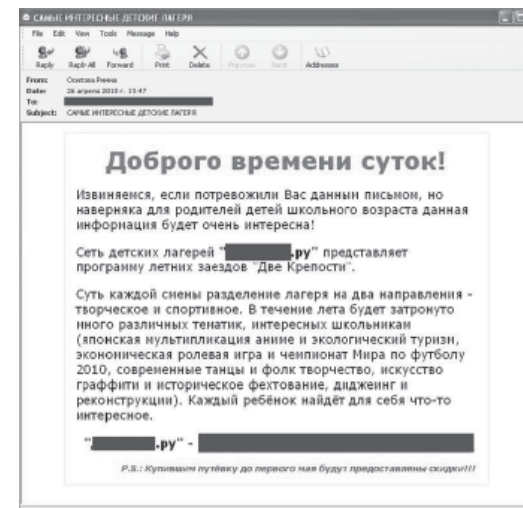 САМЫЕ ИНТЕРЕСНЫЕ ДЕТСКИЕ ЛАГЕРЯ
File Edit View Tools Message Help
Reply Reply All Forward Print Delete Previous Next Addresses
From:
Date: 26 апреля 2010 г. 15:47
To:
Subject: САМЫЕ ИНТЕРЕСНЫЕ ДЕТСКИЕ ЛАГЕРЯ
Доброго времени суток!
Извиняемся, если потревожили Вас данным письмом, но
наверняка для родителей детей школьного возраста данная
информация будет очень интересна!
Сеть детских лагерей ".ру" представляет
программу летних заездов "Две Крепости".
Суть каждой смены разделение лагеря на два направления -
творческое и спортивное. В течение лета будет затронуто
много различных тематик, интересных школьникам
(японская мультипликация аниме и экологический туризм,
экономическая ролевая игра и чемпионат Мира по футболу
2010, современные танцы и фолк творчество, искусство
граффити и историческое фехтование, диджеинг и
реконструкции). Каждый ребёнок найдёт для себя что-то
интересное.
".ру" -
P.S.: Купившим путёвку до первого мая будут предоставлены скидки!!!